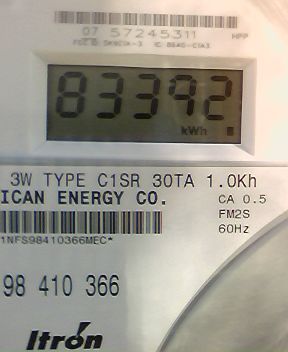 07 57245311 HPP
83392
kWh
3W TYPE C1SR 30TA 1.0Kh
ICAN ENERGY CO. CA 0.5
FM2S
60Hz
1NFS98410366MEC*
98 410 366
Itron